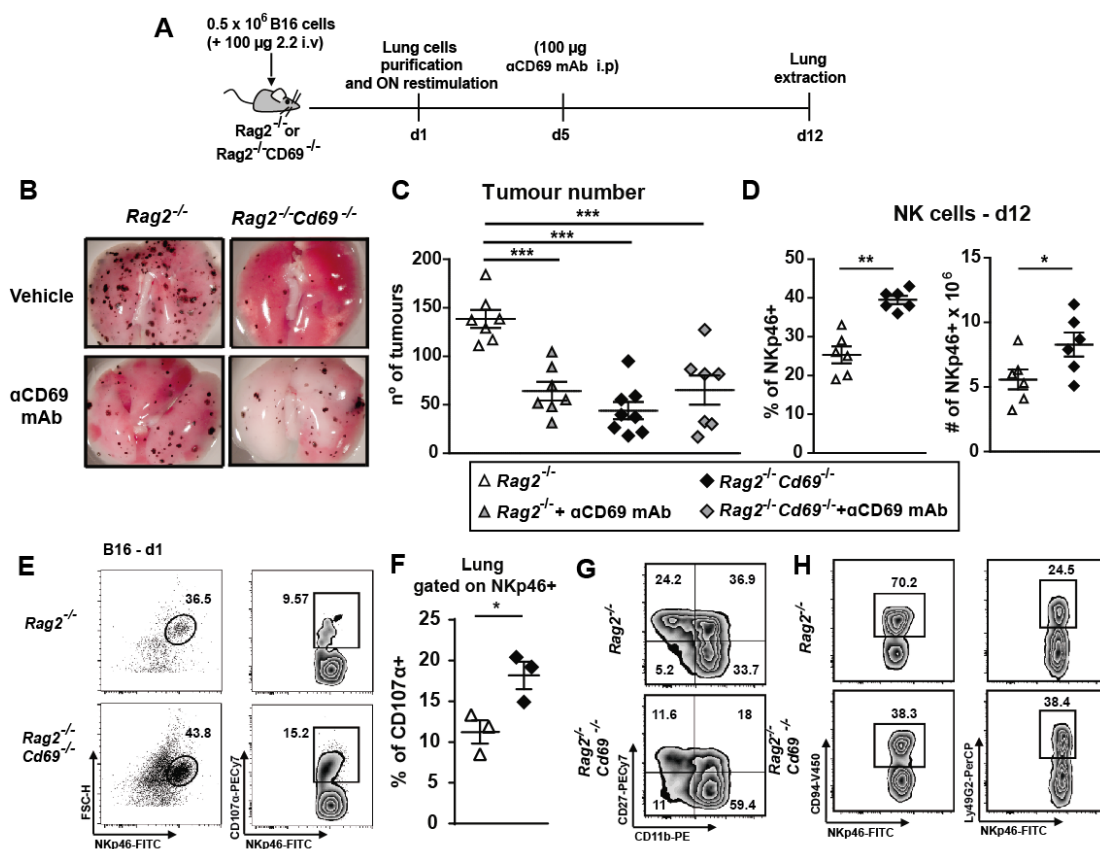 A
0.5 x 10⁶ B16 cells
(+ 100 µg 2.2 i.v)
Rag2⁻/⁻or
Rag2⁻/⁻CD69⁻/⁻
Lung cells
purification
and ON restimulation
d1
(100 µg
αCD69 mAb i.p)
d5
Lung
extraction
d12
B
Rag2⁻/⁻
Rag2⁻/⁻Cd69⁻/⁻
Vehicle
αCD69
mAb
C
Tumour number
***
***
***
nº of tumours
200
150
100
50
0
D
NK cells - d12
**
% of NKp46+
50
40
30
20
10
0
*
# of NKp46+ x 10⁶
15
10
5
0
Rag2⁻/⁻
Rag2⁻/⁻Cd69⁻/⁻
Rag2⁻/⁻+ αCD69 mAb
Rag2⁻/⁻Cd69⁻/⁻+αCD69 mAb
E
B16 - d1
Rag2⁻/⁻
36.5
9.57
Rag2⁻/⁻
Cd69⁻/⁻
43.8
15.2
FSC-H
NKp46-FITC
CD107α-PECy7
NKp46-FITC
F
Lung
gated on NKp46+
*
% of CD107α+
25
20
15
10
5
0
G
Rag2⁻/⁻
24.2
36.9
5.2
33.7
Rag2⁻/⁻
Cd69⁻/⁻
11.6
18
11
59.4
CD27-PECy7
CD11b-PE
H
Rag2⁻/⁻
70.2
24.5
Rag2⁻/⁻
Cd69⁻/⁻
38.3
38.4
CD94-V450
NKp46-FITC
Ly49G2-PerCP
NKp46-FITC